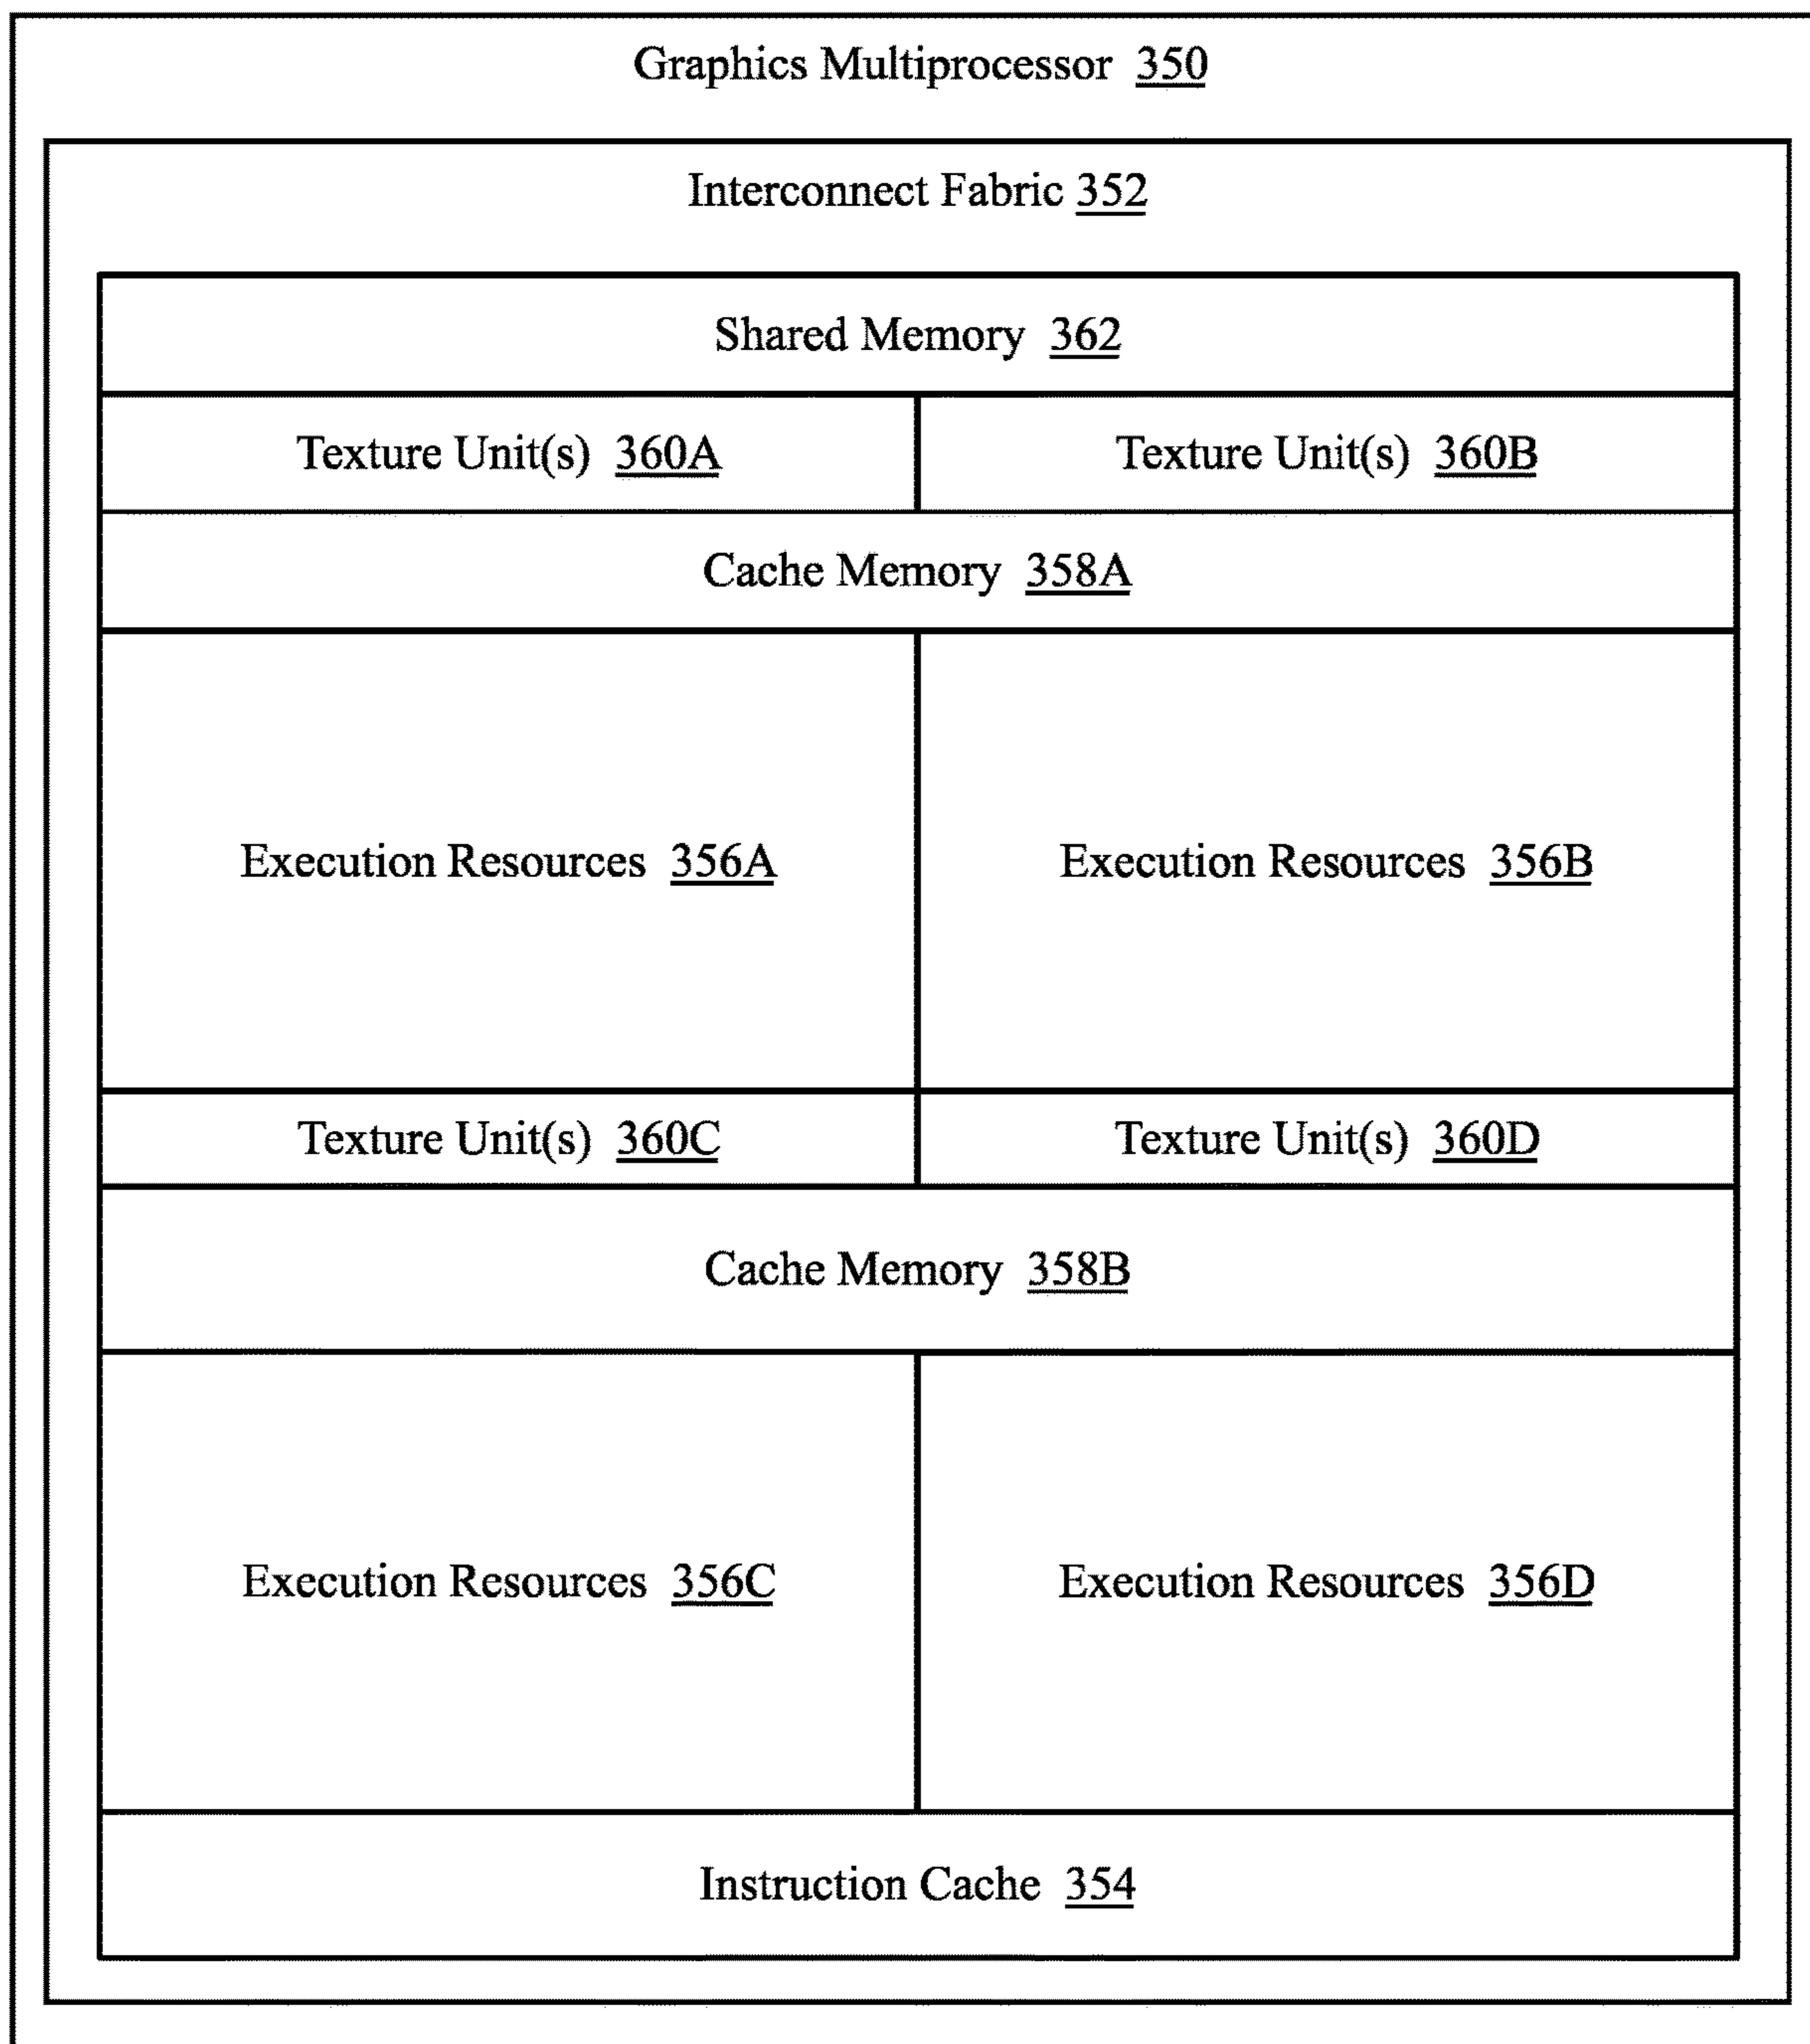 Graphics Multiprocessor 350
Interconnect Fabric 352
Shared Memory 362
Texture Unit(s) 360A
Texture Unit(s) 360B
Cache Memory 358A
Execution Resources 356A
Execution Resources 356B
Texture Unit(s) 360C
Texture Unit(s) 360D
Cache Memory 358B
Execution Resources 356C
Execution Resources 356D
Instruction Cache 354